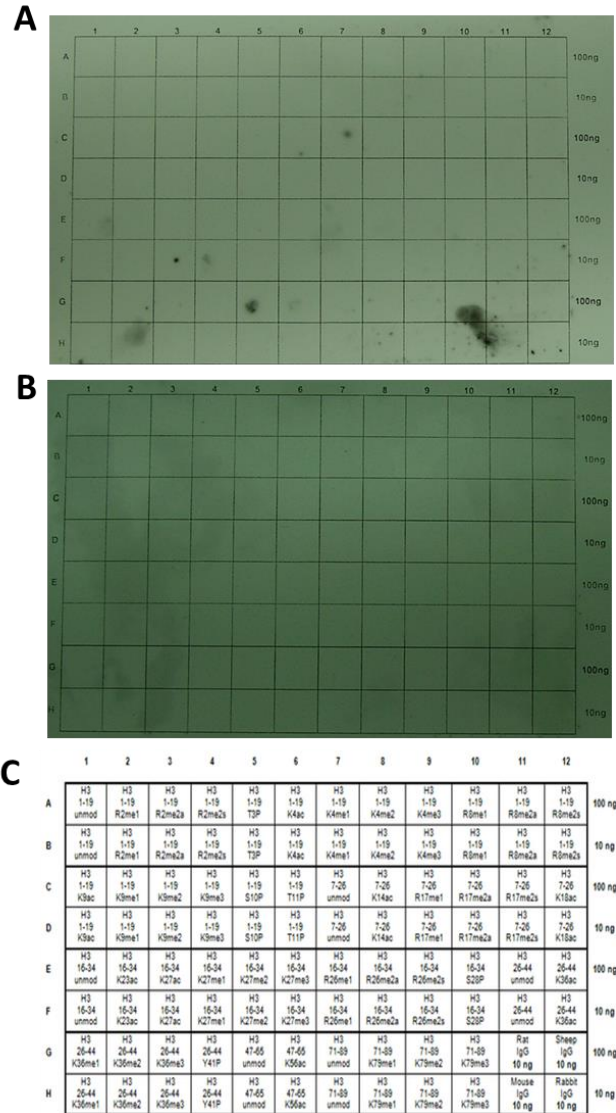 A
1 2 3 4 5 6 7 8 9 10 11 12
A 100ng
B 10ng
C 100ng
D 10ng
E 100ng
F 10ng
G 100ng
H 10ng
B
1 2 3 4 5 6 7 8 9 10 11 12
A 100ng
B 10ng
C 100ng
D 10ng
E 100ng
F 10ng
G 100ng
H 10ng
C
1 2 3 4 5 6 7 8 9 10 11 12
H3 H3 H3 H3 H3 H3 H3 H3 H3 H3 H3 H3
A 1-19 1-19 1-19 1-19 1-19 1-19 1-19 1-19 1-19 1-19 1-19 1-19 100 ng
unmod R2me1 R2me2a R2me2s T3P K4ac K4me1 K4me2 K4me3 R8me1 R8me2a R8me2s
H3 H3 H3 H3 H3 H3 H3 H3 H3 H3 H3 H3
B 1-19 1-19 1-19 1-19 1-19 1-19 1-19 1-19 1-19 1-19 1-19 1-19 10 ng
unmod R2me1 R2me2a R2me2s T3P K4ac K4me1 K4me2 K4me3 R8me1 R8me2a R8me2s
H3 H3 H3 H3 H3 H3 H3 H3 H3 H3 H3 H3
C 1-19 1-19 1-19 1-19 1-19 1-19 7-26 7-26 7-26 7-26 7-26 7-26 100 ng
K9ac K9me1 K9me2 K9me3 S10P T11P unmod K14ac R17me1 R17me2a R17me2s K18ac
H3 H3 H3 H3 H3 H3 H3 H3 H3 H3 H3 H3
D 1-19 1-19 1-19 1-19 1-19 1-19 7-26 7-26 7-26 7-26 7-26 7-26 10 ng
K9ac K9me1 K9me2 K9me3 S10P T11P unmod K14ac R17me1 R17me2a R17me2s K18ac
H3 H3 H3 H3 H3 H3 H3 H3 H3 H3 H3 H3
E 16-34 16-34 16-34 16-34 16-34 16-34 16-34 16-34 16-34 16-34 26-44 26-44 100 ng
unmod K23ac K27ac K27me1 K27me2 K27me3 R26me1 R26me2a R26me2s S28P unmod K36ac
H3 H3 H3 H3 H3 H3 H3 H3 H3 H3 H3 H3
F 16-34 16-34 16-34 16-34 16-34 16-34 16-34 16-34 16-34 16-34 26-44 26-44 10 ng
unmod K23ac K27ac K27me1 K27me2 K27me3 R26me1 R26me2a R26me2s S28P unmod K36ac
H3 H3 H3 H3 H3 H3 H3 H3 H3 H3 Rat Sheep
G 26-44 26-44 26-44 26-44 47-65 47-65 71-89 71-89 71-89 71-89 IgG IgG 100 ng
K36me1 K36me2 K36me3 Y41P unmod K56ac unmod K79me1 K79me2 K79me3 10 ng 10 ng
H3 H3 H3 H3 H3 H3 H3 H3 H3 H3 Mouse Rabbit
H 26-44 26-44 26-44 26-44 47-65 47-65 71-89 71-89 71-89 71-89 IgG IgG 10 ng
K36me1 K36me2 K36me3 Y41P unmod K56ac unmod K79me1 K79me2 K79me3 10 ng 10 ng